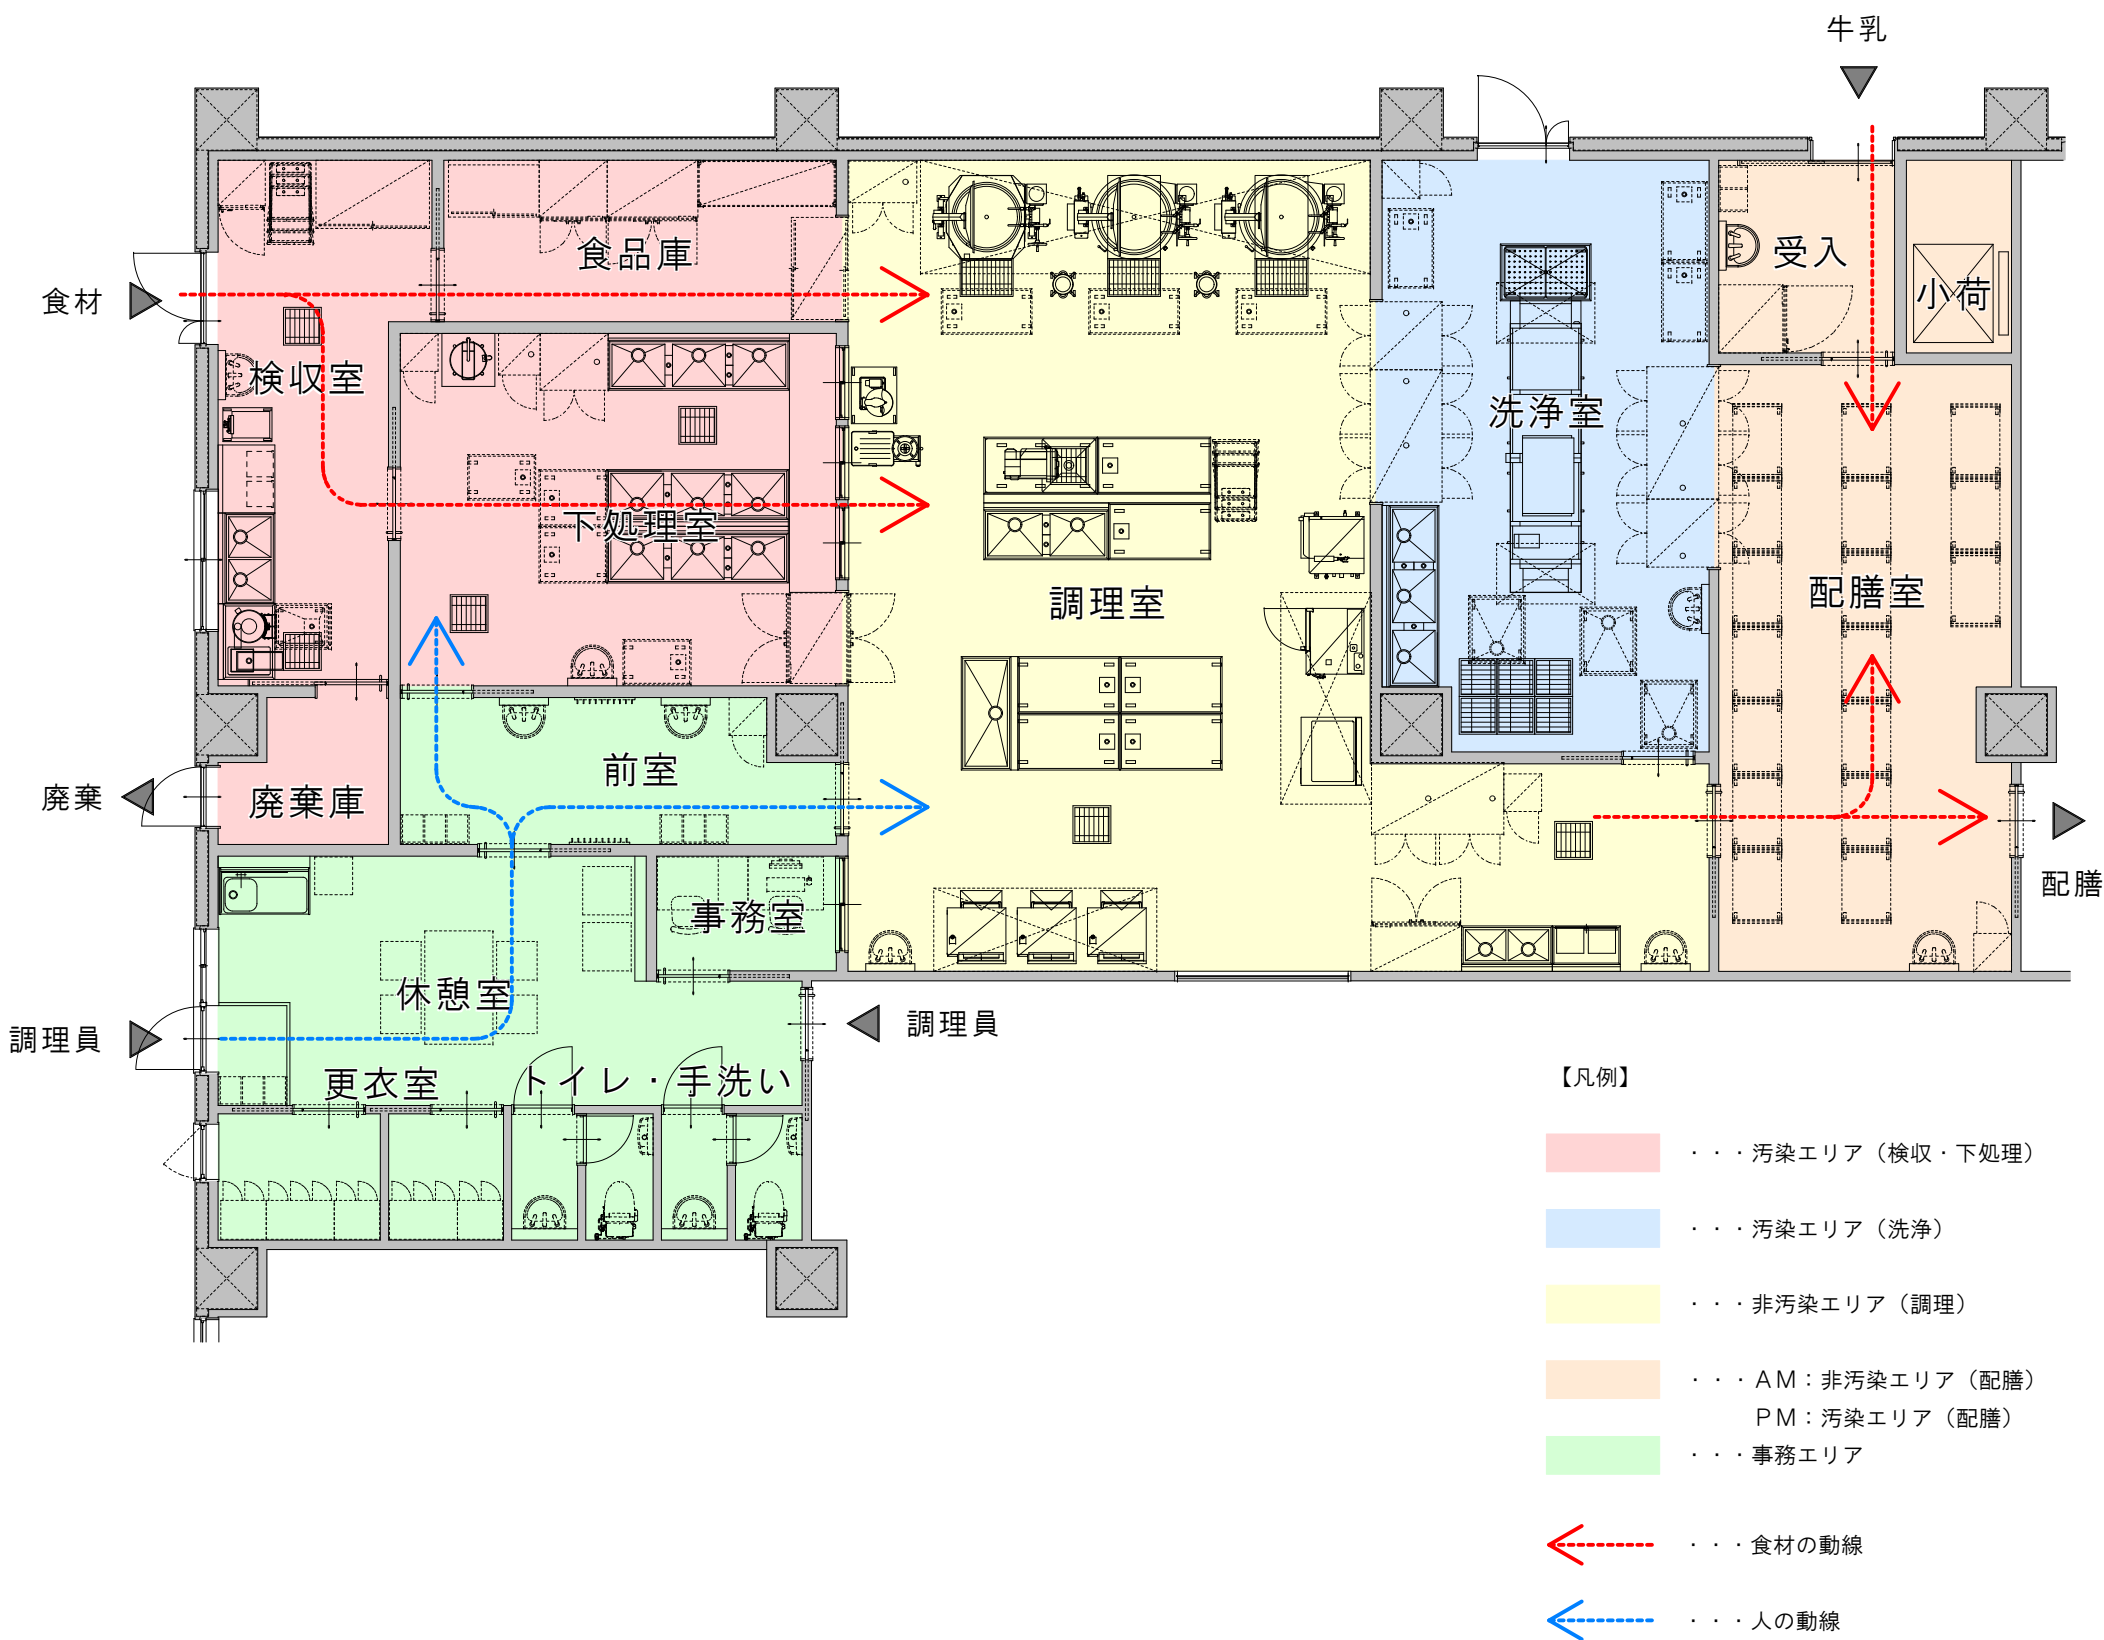 牛乳
食品庫
受入
小荷
食材
検収室
洗浄室
下処理室
調理室
配膳室
前室
廃棄
廃棄庫
配膳
事務室
休憩室
調理員
調理員
更衣室
トイレ・手洗い
【凡例】
・・・汚染エリア（検収・下処理）
・・・汚染エリア（洗浄）
・・・非汚染エリア（調理）
・・・ＡＭ：非汚染エリア（配膳）
ＰＭ：汚染エリア（配膳）
・・・事務エリア
・・・食材の動線
・・・人の動線